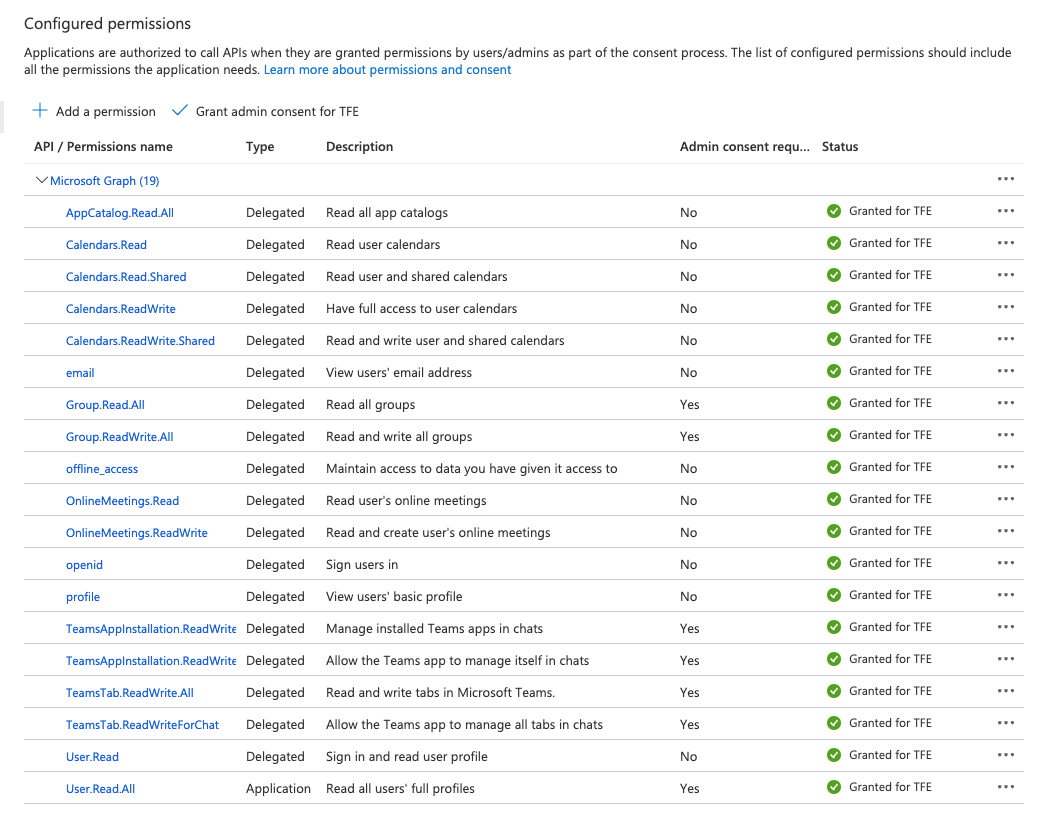 Configured permissions
Applications are authorized to call APIs when they are granted permissions by users/admins as part of the consent process. The list of configured permissions should include
all the permissions the application needs. Learn more about permissions and consent
Add a permission Grant admin consent for TFE
API / Permissions name Type Description Admin consent requ... Status
Microsoft Graph (19)
AppCatalog.Read.All Delegated Read all app catalogs No Granted for TFE
Calendars.Read Delegated Read user calendars No Granted for TFE
Calendars.Read.Shared Delegated Read user and shared calendars No Granted for TFE
Calendars.ReadWrite Delegated Have full access to user calendars No Granted for TFE
Calendars.ReadWrite.Shared Delegated Read and write user and shared calendars No Granted for TFE
email Delegated View users' email address No Granted for TFE
Group.Read.All Delegated Read all groups Yes Granted for TFE
Group.ReadWrite.All Delegated Read and write all groups Yes Granted for TFE
offline_access Delegated Maintain access to data you have given it access to No Granted for TFE
OnlineMeetings.Read Delegated Read user's online meetings No Granted for TFE
OnlineMeetings.ReadWrite Delegated Read and create user's online meetings No Granted for TFE
openid Delegated Sign users in No Granted for TFE
profile Delegated View users' basic profile No Granted for TFE
TeamsAppInstallation.ReadWrite Delegated Manage installed Teams apps in chats Yes Granted for TFE
TeamsAppInstallation.ReadWrite Delegated Allow the Teams app to manage itself in chats Yes Granted for TFE
TeamsTab.ReadWrite.All Delegated Read and write tabs in Microsoft Teams. Yes Granted for TFE
TeamsTab.ReadWriteForChat Delegated Allow the Teams app to manage all tabs in chats Yes Granted for TFE
User.Read Delegated Sign in and read user profile No Granted for TFE
User.Read.All Application Read all users' full profiles Yes Granted for TFE